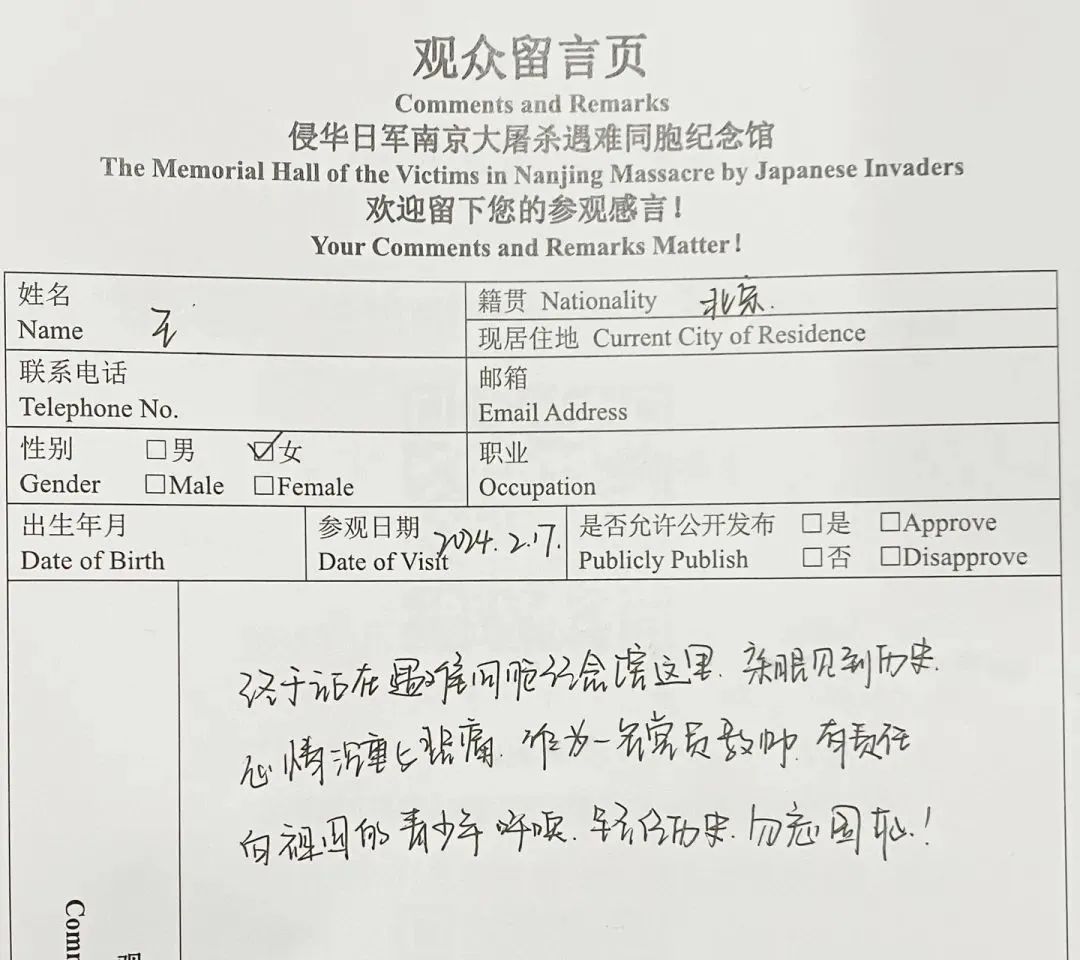 观众留言页
Comments and Remarks
侵华日军南京大屠杀遇难同胞纪念馆
The Memorial Hall of the Victims in Nanjing Massacre by Japanese Invaders
欢迎留下您的参观感言！
Your Comments and Remarks Matter！
姓名
Name 王
籍贯 Nationality 北京.
现居住地 Current City of Residence
联系电话
Telephone No.
邮箱
Email Address
性别 □男 ☑女
Gender □Male □Female
职业
Occupation
出生年月
Date of Birth
参观日期
Date of Visit 2024.2.17.
是否允许公开发布 □是 □Approve
Publicly Publish □否 □Disapprove
终于站在遇难同胞纪念馆这里. 亲眼见到历史.
心情沉重与悲痛. 作为一名党员教师. 有责任
向祖国的青少年呼唤. 牢记历史. 勿忘国耻！